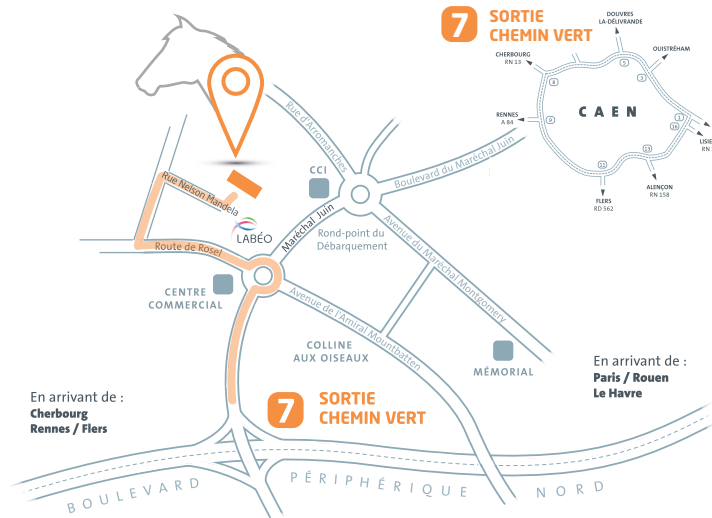 7
SORTIE
CHEMIN VERT
DOUVRES
LA-DÉLIVRANDE
CHERBOURG
RN 13
OUISTRÉHAM
5
3
8
CAEN
RENNES
A 84
9
1
16
LISIE
RN
13
11
FLERS
RD 562
ALENÇON
RN 158
Rue d'Arromanches
CCI
Boulevard du Maréchal Juin
Rue Nelson Mandela
LABÉO
Maréchal Juin
Rond-point du
Débarquement
Route de Rosel
Avenue du Maréchal Montgomery
CENTRE
COMMERCIAL
Avenue de l'Amiral Mountbatten
COLLINE
AUX OISEAUX
MÉMORIAL
En arrivant de :
Paris / Rouen
Le Havre
En arrivant de :
Cherbourg
Rennes / Flers
7
SORTIE
CHEMIN VERT
BOULEVARD PÉRIPHÉRIQUE NORD